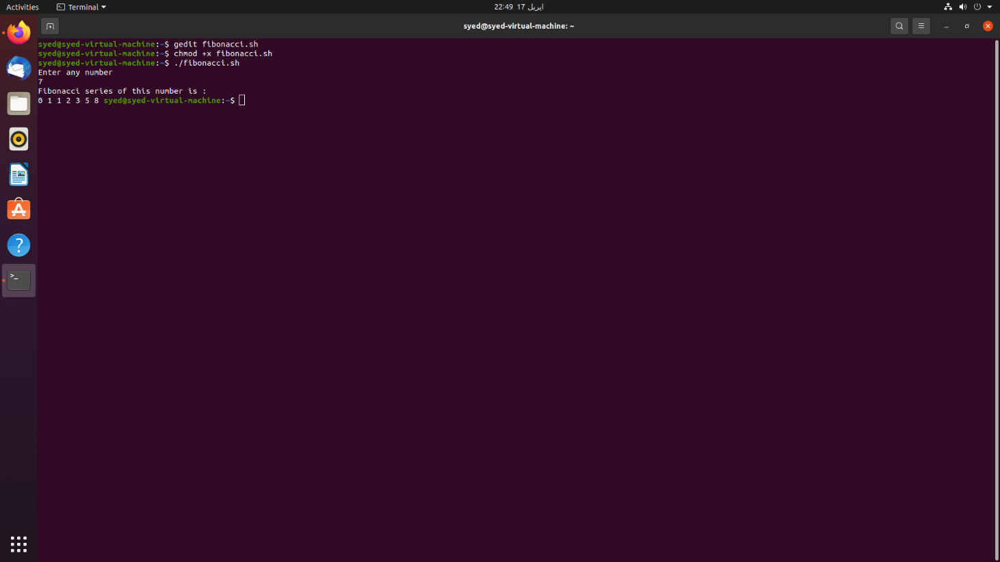 Activities Terminal 22:49 17 اپریل
syed@syed-virtual-machine: ~
syed@syed-virtual-machine:~$ gedit fibonacci.sh
syed@syed-virtual-machine:~$ chmod +x fibonacci.sh
syed@syed-virtual-machine:~$ ./fibonacci.sh
Enter any number
7
Fibonacci series of this number is :
0 1 1 2 3 5 8 syed@syed-virtual-machine:~$